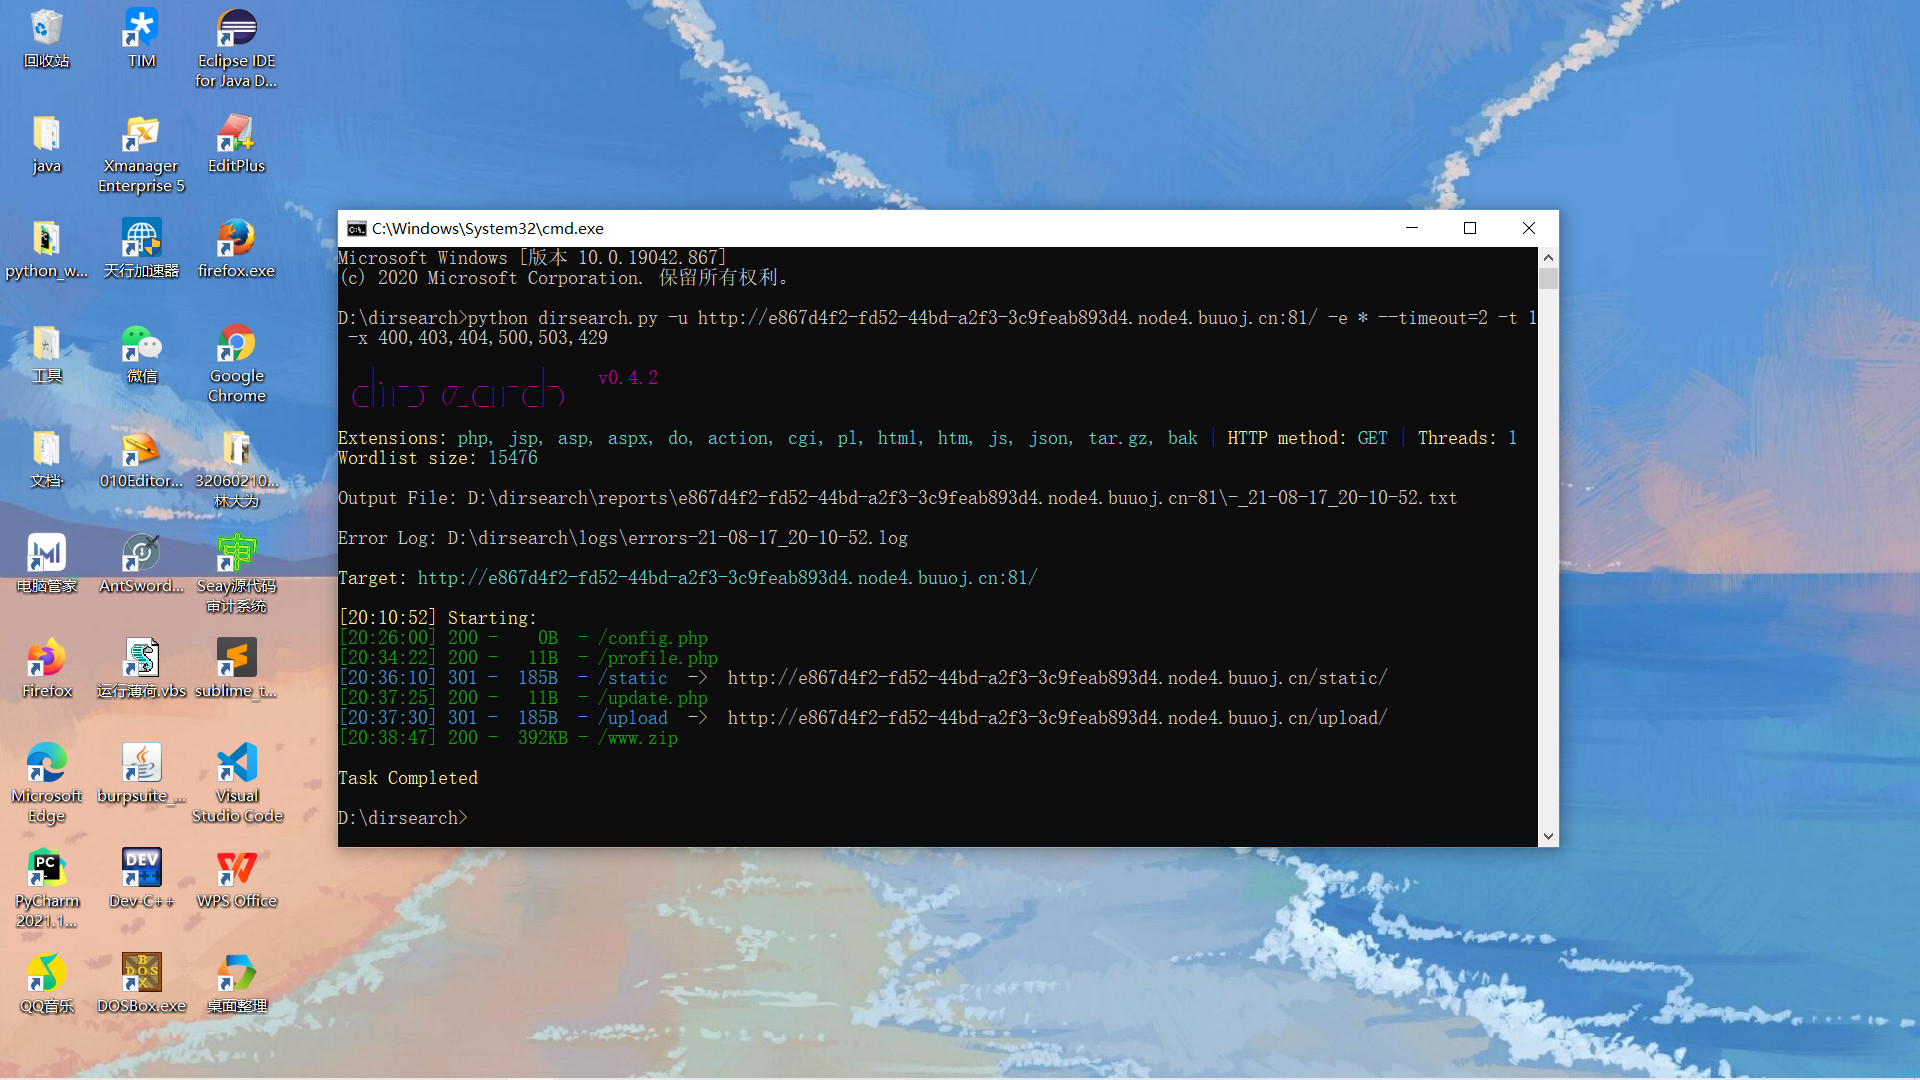 回收站
TIM
Eclipse IDE
for Java D...
java
Xmanager
Enterprise 5
EditPlus
python_w...
天行加速器
firefox.exe
工具
微信
Google
Chrome
文档·
010Editor...
32060210...
林大为
电脑管家
AntSword...
Seay源代码
审计系统
Firefox
运行薄荷.vbs
sublime_t...
Microsoft
Edge
burpsuite_...
Visual
Studio Code
PyCharm
2021.1...
Dev-C++
WPS Office
QQ音乐
DOSBox.exe
桌面整理
C:\Windows\System32\cmd.exe
Microsoft Windows [版本 10.0.19042.867]
(c) 2020 Microsoft Corporation. 保留所有权利。
D:\dirsearch>python dirsearch.py -u http://e867d4f2-fd52-44bd-a2f3-3c9feab893d4.node4.buuoj.cn:81/ -e * --timeout=2 -t 1
-x 400,403,404,500,503,429
dirsearch v0.4.2
Extensions: php, jsp, asp, aspx, do, action, cgi, pl, html, htm, js, json, tar.gz, bak | HTTP method: GET | Threads: 1
Wordlist size: 15476
Output File: D:\dirsearch\reports\e867d4f2-fd52-44bd-a2f3-3c9feab893d4.node4.buuoj.cn-81\-_21-08-17_20-10-52.txt
Error Log: D:\dirsearch\logs\errors-21-08-17_20-10-52.log
Target: http://e867d4f2-fd52-44bd-a2f3-3c9feab893d4.node4.buuoj.cn:81/
[20:10:52] Starting:
[20:26:00] 200 -    0B  - /config.php
[20:34:22] 200 -   11B  - /profile.php
[20:36:10] 301 -  185B  - /static  ->  http://e867d4f2-fd52-44bd-a2f3-3c9feab893d4.node4.buuoj.cn/static/
[20:37:25] 200 -   11B  - /update.php
[20:37:30] 301 -  185B  - /upload  ->  http://e867d4f2-fd52-44bd-a2f3-3c9feab893d4.node4.buuoj.cn/upload/
[20:38:47] 200 -  392KB - /www.zip
Task Completed
D:\dirsearch>